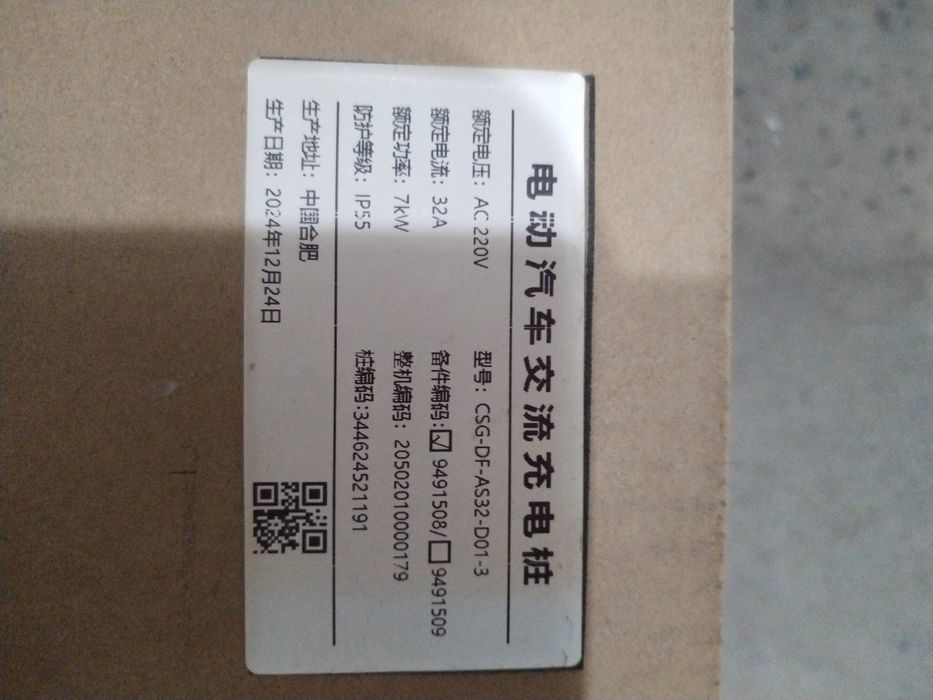 电动汽车交流充电桩
额定电压：AC 220V 型号：CSG-DF-AS32-D01-3
额定电流：32A 备件编码:☑9491508/☐9491509
额定功率：7kW 整机编码：20502010000179
防护等级：IP55 桩编码:344624521191
生产地址：中国合肥
生产日期：2024年12月24日